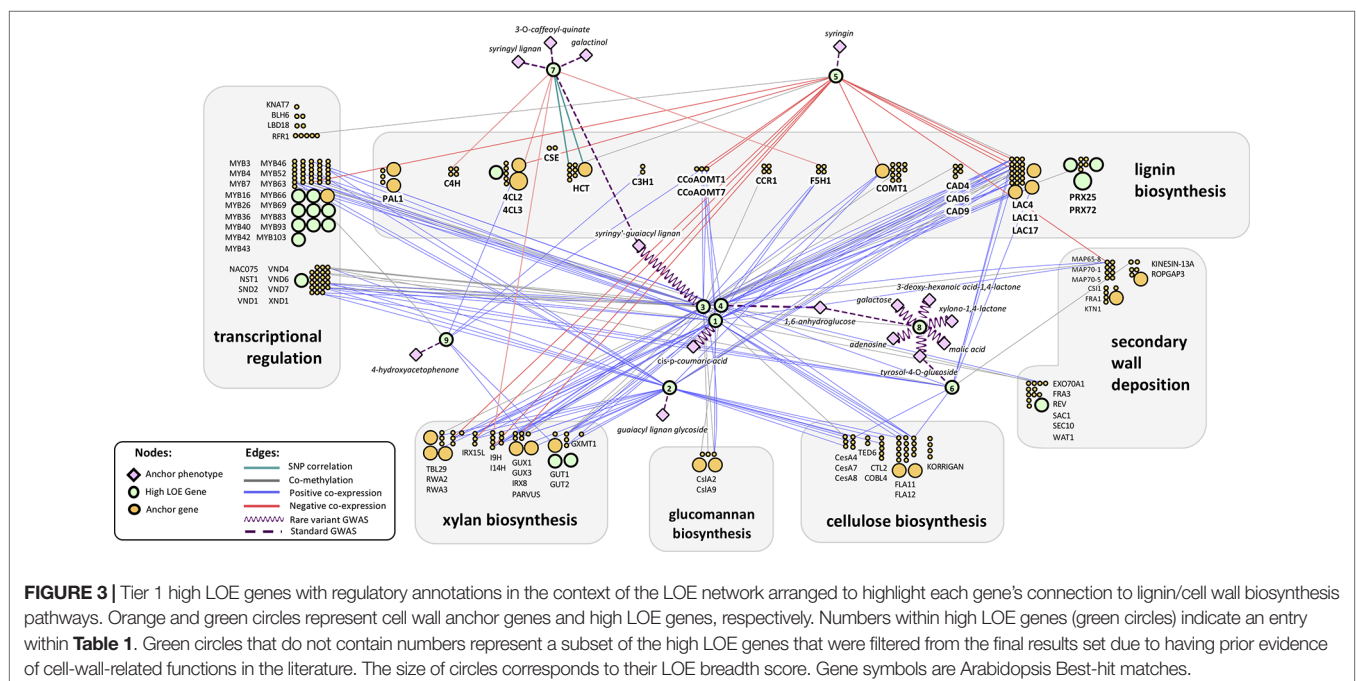 3-O-caffeoyl-quinate
syringyl lignan
galactinol
syringin
7
5
KNAT7
BLH6
LBD18
RFR1
MYB3 MYB46
MYB4 MYB52
MYB7 MYB63
MYB16 MYB66
MYB26 MYB69
MYB36 MYB83
MYB40 MYB93
MYB42 MYB103
MYB43
NAC075 VND4
NST1 VND6
SND2 VND7
VND1 XND1
transcriptional
regulation
PAL1
C4H
4CL2
4CL3
CSE
HCT
C3H1
CCoAOMT1
CCoAOMT7
CCR1
F5H1
COMT1
CAD4
CAD6
CAD9
LAC4
LAC11
LAC17
PRX25
PRX72
lignin
biosynthesis
syringy'-guaiacyl lignan
3
4
1
9
4-hydroxyacetophenone
cis-p-coumaric-acid
1,6-anhydroglucose
3-deoxy-hexanoic acid-1,4-lactone
galactose
xylono-1,4-lactone
8
adenosine
malic acid
tyrosol-4-O-glucoside
2
6
guaiacyl lignan glycoside
MAP65-8
MAP70-1
MAP70-5
CSI1
FRA1
KTN1
KINESIN-13A
ROPGAP3
secondary
wall
deposition
EXO70A1
FRA3
REV
SAC1
SEC10
WAT1
TBL29
RWA2
RWA3
IRX15L
I9H
I14H
GUX1
GUX3
IRX8
PARVUS
GXMT1
GUT1
GUT2
xylan biosynthesis
CslA2
CslA9
glucomannan
biosynthesis
CesA4
CesA7
CesA8
TED6
CTL2
COBL4
FLA11
FLA12
KORRIGAN
cellulose biosynthesis
Nodes:
Anchor phenotype
High LOE Gene
Anchor gene
Edges:
SNP correlation
Co-methylation
Positive co-expression
Negative co-expression
Rare variant GWAS
Standard GWAS
FIGURE 3 | Tier 1 high LOE genes with regulatory annotations in the context of the LOE network arranged to highlight each gene's connection to lignin/cell wall biosynthesis
pathways. Orange and green circles represent cell wall anchor genes and high LOE genes, respectively. Numbers within high LOE genes (green circles) indicate an entry
within Table 1. Green circles that do not contain numbers represent a subset of the high LOE genes that were filtered from the final results set due to having prior evidence
of cell-wall-related functions in the literature. The size of circles corresponds to their LOE breadth score. Gene symbols are Arabidopsis Best-hit matches.